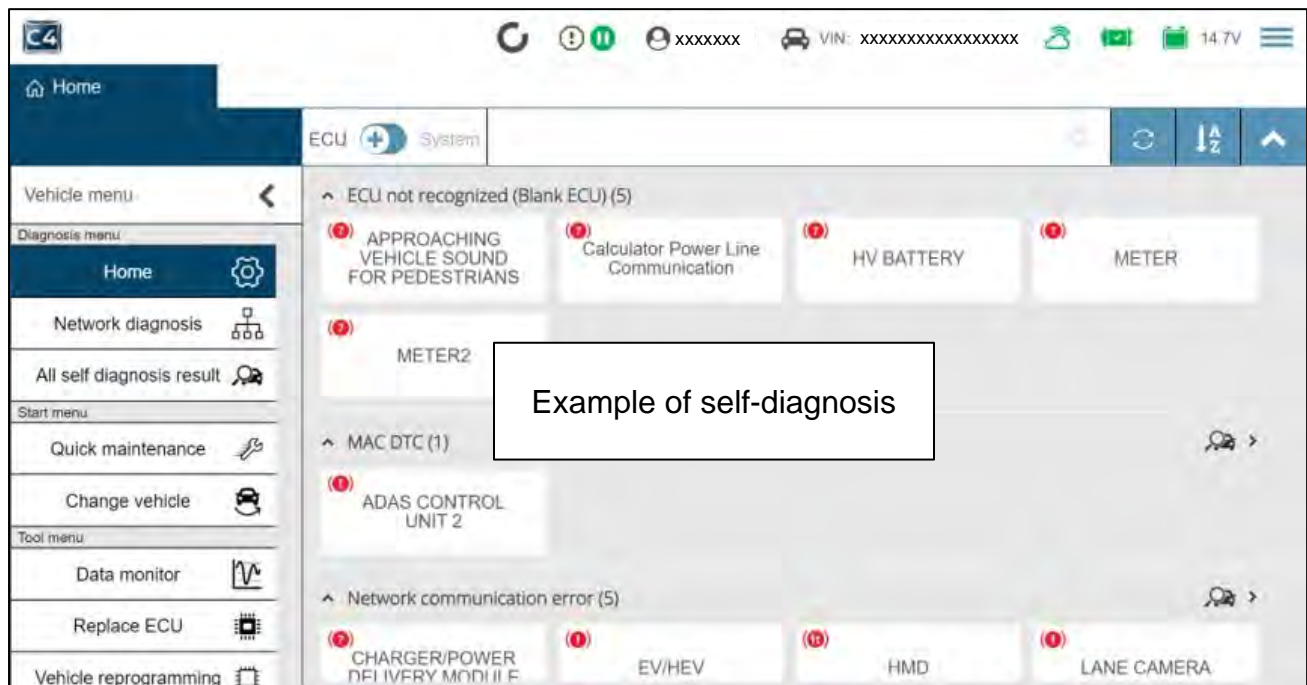 C4
xxxxxxx
VIN: xxxxxxxxxxxxxxxxx
14.7V
Home
ECU
System
Vehicle menu
ECU not recognized (Blank ECU) (5)
Diagnosis menu
Home
APPROACHING
VEHICLE SOUND
FOR PEDESTRIANS
Calculator Power Line
Communication
HV BATTERY
METER
Network diagnosis
METER2
All self diagnosis result
Example of self-diagnosis
Start menu
Quick maintenance
MAC DTC (1)
Change vehicle
ADAS CONTROL
UNIT 2
Tool menu
Data monitor
Network communication error (5)
Replace ECU
CHARGER/POWER
DELIVERY MODULE
EV/HEV
HMD
LANE CAMERA
Vehicle reprogramming